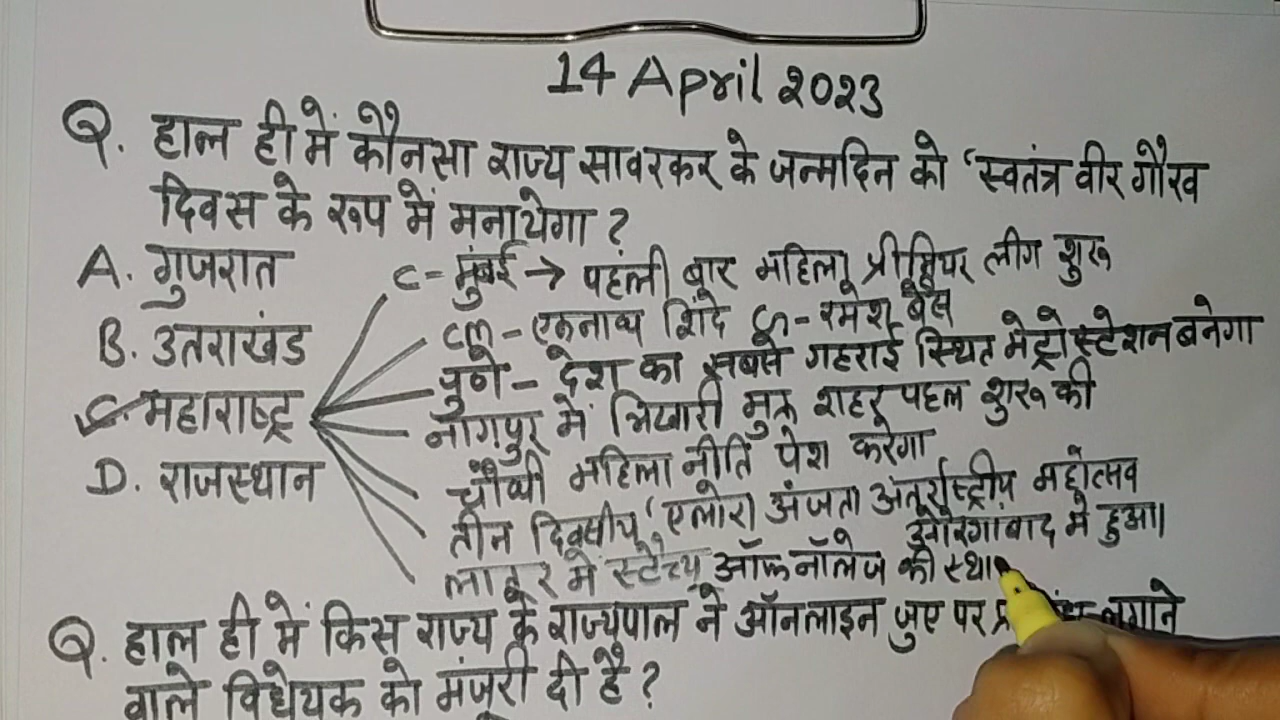 14 April 2023
Q. हाल ही में कौनसा राज्य सावरकर के जन्मदिन को 'स्वतंत्र वीर गौरव
दिवस के रूप में मनायेगा ?
A. गुजरात
C - मुंबई → पहली बार महिला प्रीमियर लीग शुरू
B. उतराखंड
CM - एकनाथ शिंदे G - रमेश बैस
पुणे - देश का सबसे गहराई स्थित मेट्रो स्टेशन बनेगा
C. महाराष्ट्र
नागपुर में भिखारी मुक्त शहर पहल शुरू की
चौथी महिला नीति पेश करेगा
D. राजस्थान
तीन दिवसीय 'एलोरा अंजता अंतर्राष्ट्रीय महोत्सव
औरंगाबाद में हुआ।
लातूर में स्टैच्यू ऑफ नॉलेज की स्था
Q. हाल ही में किस राज्य के राज्यपाल ने ऑनलाइन जुए पर लगाने
वाले विधेयक को मंजूरी दी है ?